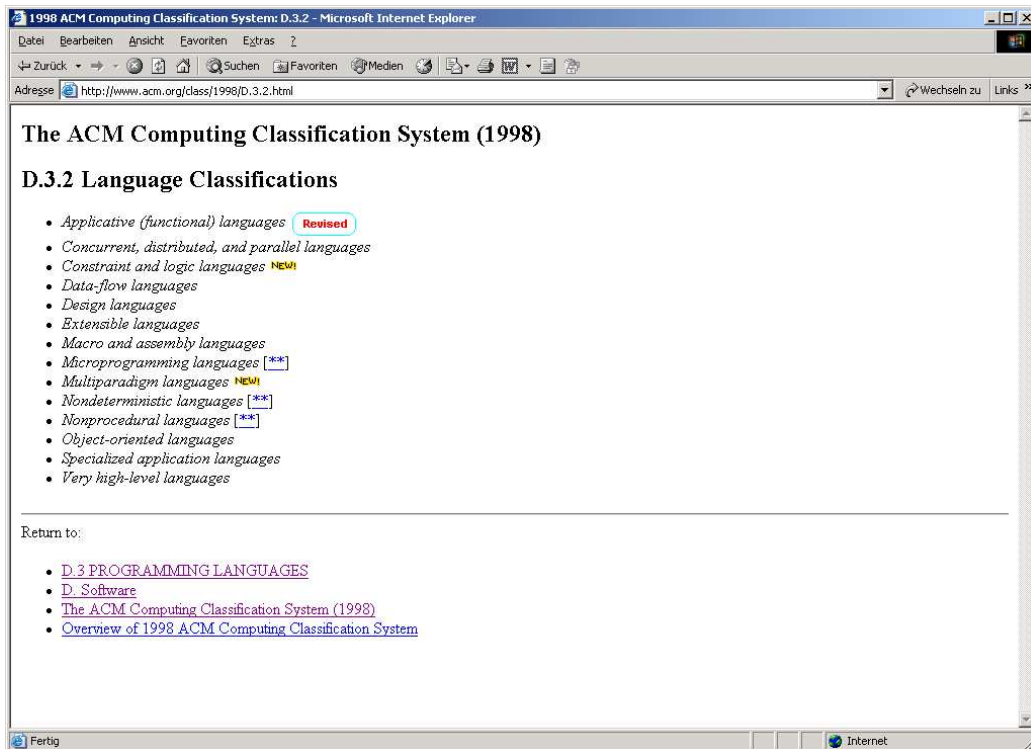 1998 ACM Computing Classification System: D.3.2 - Microsoft Internet Explorer
Datei Bearbeiten Ansicht Favoriten Extras ?
Zurück Suchen Favoriten Medien
Adresse http://www.acm.org/class/1998/D.3.2.html Wechseln zu Links »
The ACM Computing Classification System (1998)
D.3.2 Language Classifications
• Applicative (functional) languages Revised
• Concurrent, distributed, and parallel languages
• Constraint and logic languages NEW!
• Data-flow languages
• Design languages
• Extensible languages
• Macro and assembly languages
• Microprogramming languages [**]
• Multiparadigm languages NEW!
• Nondeterministic languages [**]
• Nonprocedural languages [**]
• Object-oriented languages
• Specialized application languages
• Very high-level languages
Return to:
• D.3 PROGRAMMING LANGUAGES
• D. Software
• The ACM Computing Classification System (1998)
• Overview of 1998 ACM Computing Classification System
Fertig Internet